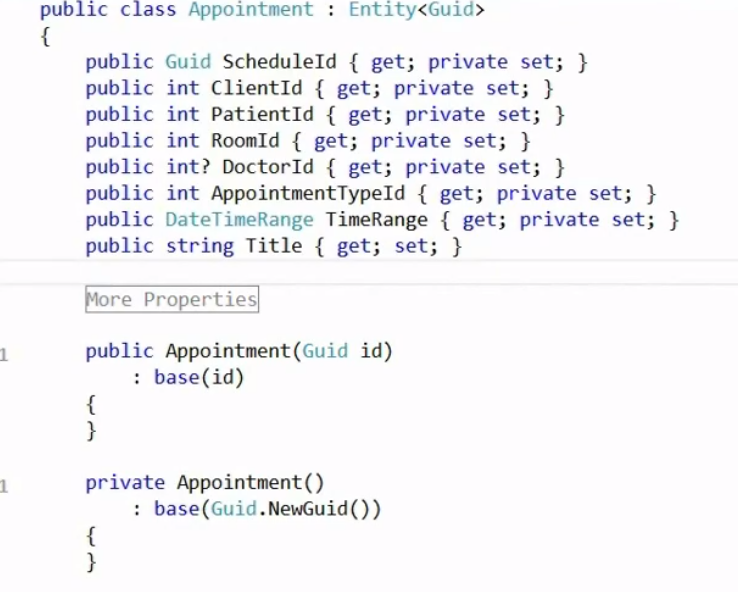 public class Appointment : Entity<Guid>
{
public Guid ScheduleId { get; private set; }
public int ClientId { get; private set; }
public int PatientId { get; private set; }
public int RoomId { get; private set; }
public int? DoctorId { get; private set; }
public int AppointmentTypeId { get; private set; }
public DateTimeRange TimeRange { get; private set; }
public string Title { get; set; }
More Properties
1 public Appointment(Guid id)
: base(id)
{
}
1 private Appointment()
: base(Guid.NewGuid())
{
}